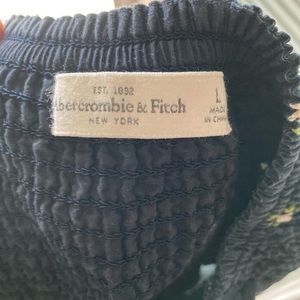 EST. 1892
Abercrombie & Fitch
NEW YORK
L
MADE
IN CHINA